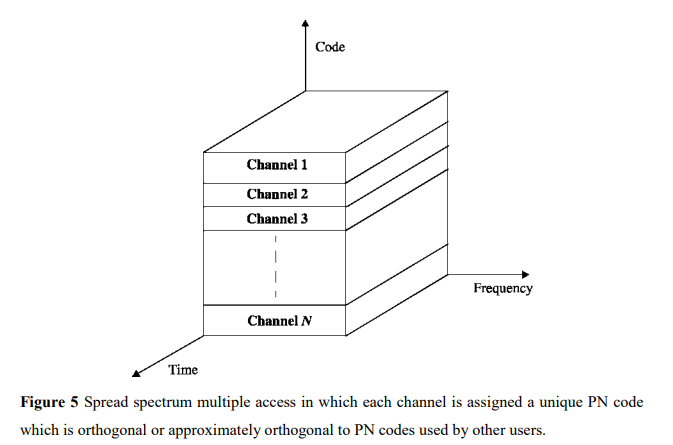 Code
Channel 1
Channel 2
Channel 3
Channel N
Frequency
Time
Figure 5 Spread spectrum multiple access in which each channel is assigned a unique PN code
which is orthogonal or approximately orthogonal to PN codes used by other users.